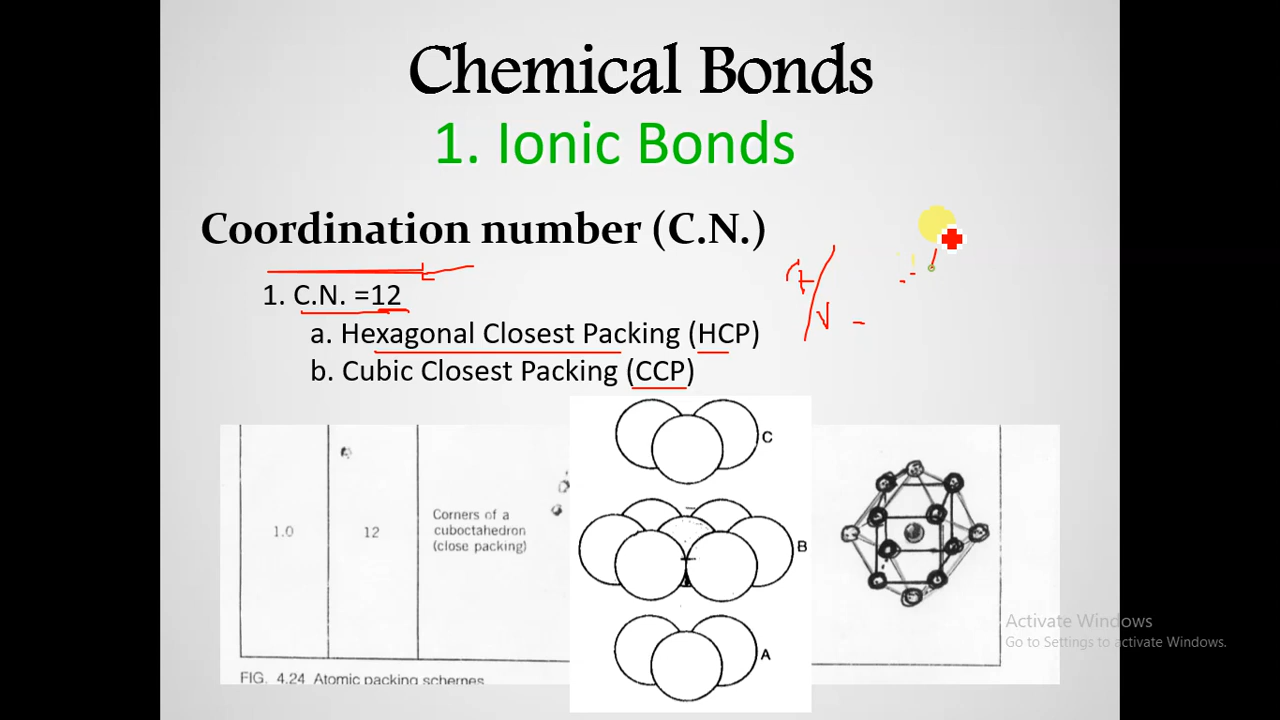 Chemical Bonds
1. Ionic Bonds
Coordination number (C.N.)
1. C.N. =12
a. Hexagonal Closest Packing (HCP)
b. Cubic Closest Packing (CCP)
C
B
A
1.0
12
Corners of a
cuboctahedron
(close packing)
FIG. 4.24 Atomic packing schemes
Activate Windows
Go to Settings to activate Windows.